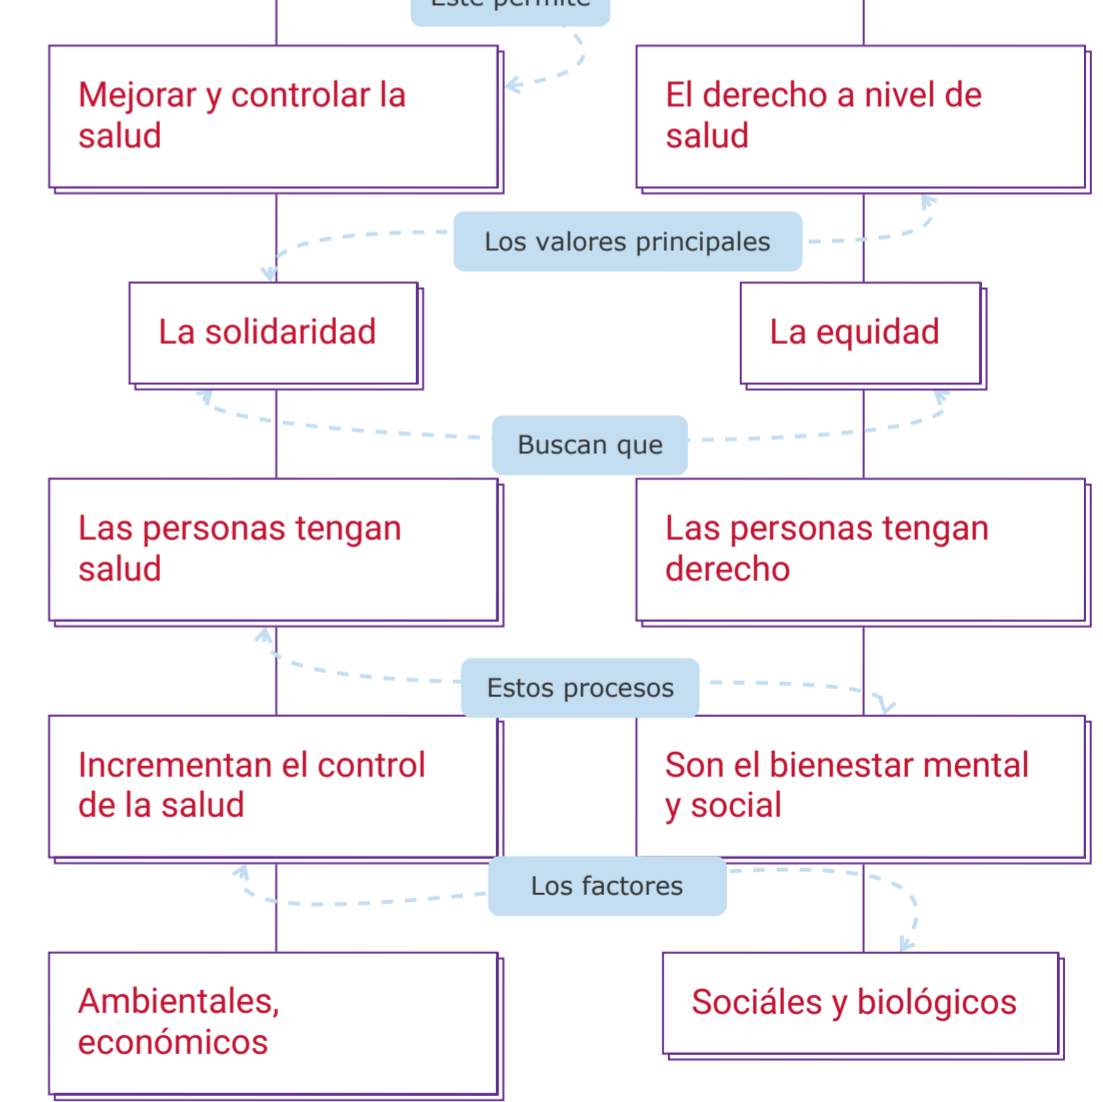 Este permite
Mejorar y controlar la
salud
El derecho a nivel de
salud
Los valores principales
La solidaridad
La equidad
Buscan que
Las personas tengan
salud
Las personas tengan
derecho
Estos procesos
Incrementan el control
de la salud
Son el bienestar mental
y social
Los factores
Ambientales,
económicos
Sociáles y biológicos